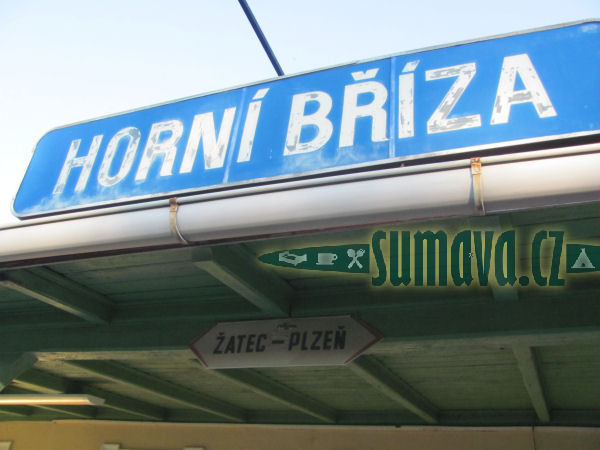 HORNÍ BŘÍZA
sumava.cz
ŽATEC – PLZEŇ